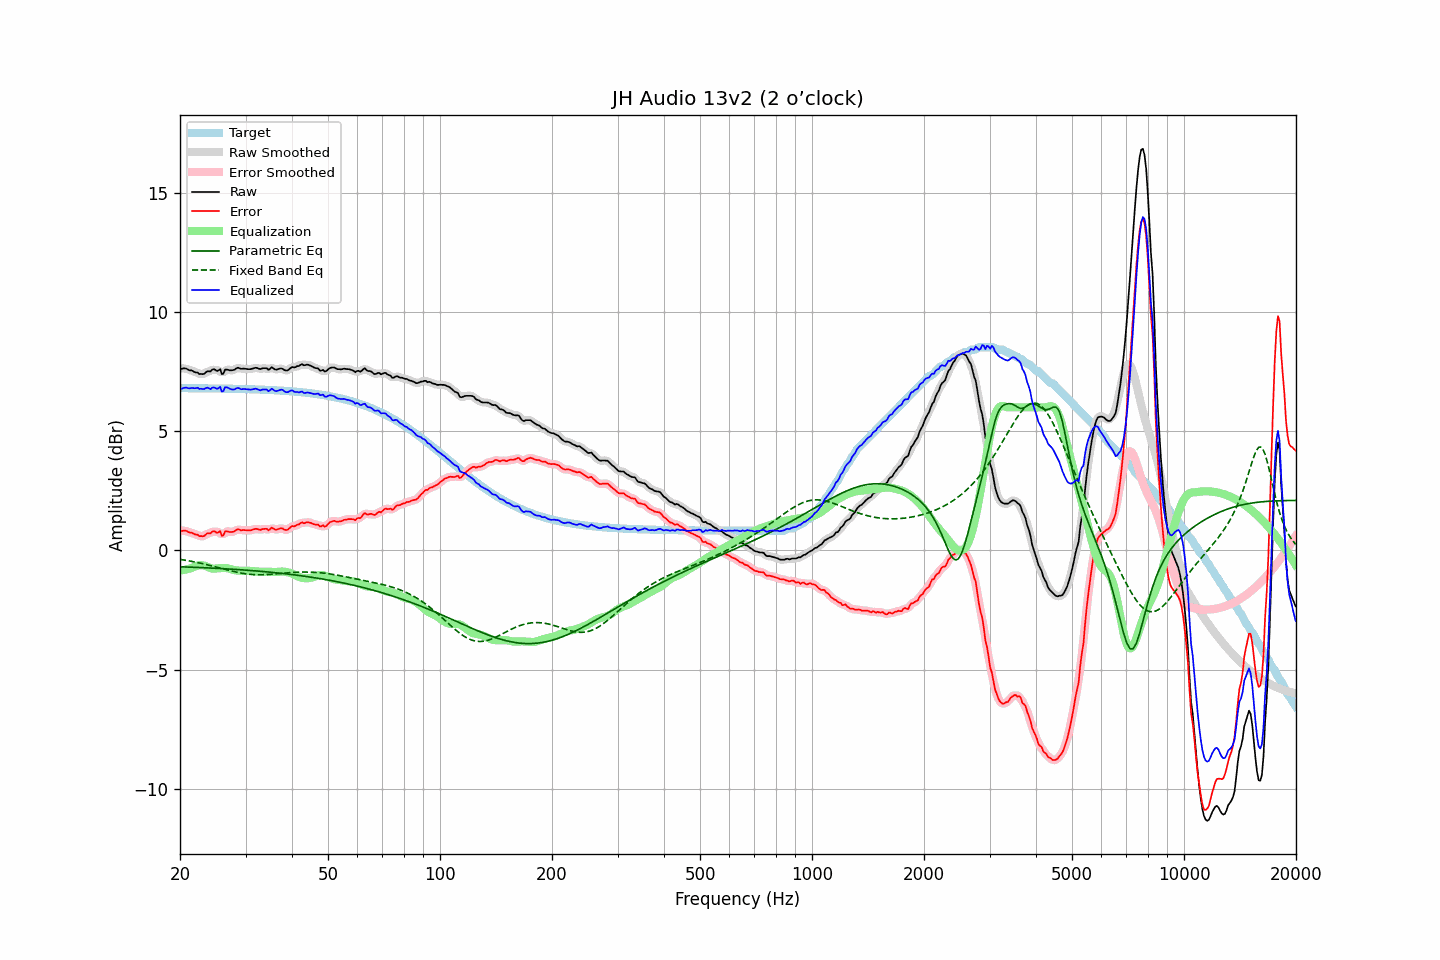 JH Audio 13v2 (2 o’clock)
Target
Raw Smoothed
Error Smoothed
Raw
Error
Equalization
Parametric Eq
Fixed Band Eq
Equalized
Amplitude (dBr)
15
10
5
0
−5
−10
20 50 100 200 500 1000 2000 5000 10000 20000
Frequency (Hz)